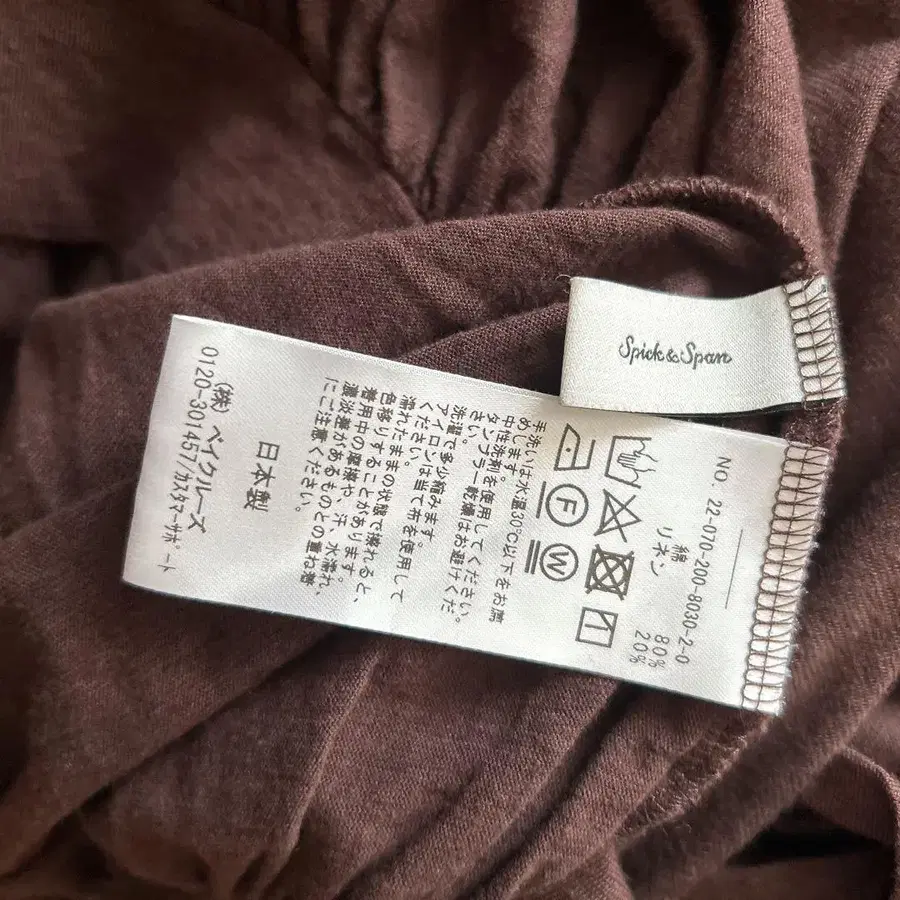 Spick & Span
NO. 22-070-200-8030-2-0
綿 80%
リネン 20%
F
W
手洗いは水温30℃以下をお薦
めします。
中性洗剤を使用してください。
タンブラー乾燥はお避けくだ
さい。
洗濯で多少縮みます。
アイロンは当て布を使用して
ください。
濡れたままの状態で擦れると、
色移りすることがあります。
着用中の摩擦や、汗、水濡れ、
濃淡差があるものとの重ね着
にご注意ください。
日本製
(株) ベイクルーズ
0120-301457/カスタマーサポート